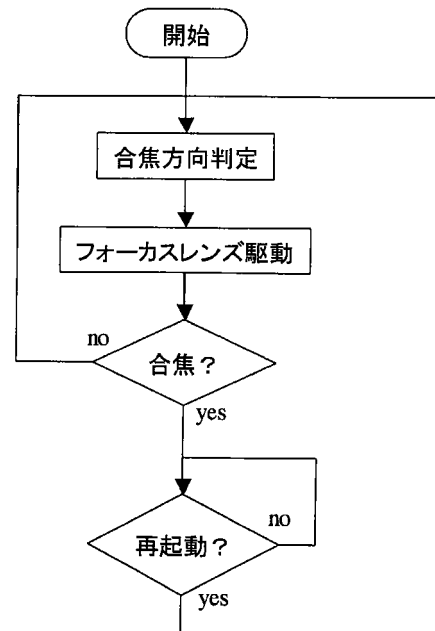 開始
合焦方向判定
フォーカスレンズ駆動
no
合焦?
yes
no
再起動?
yes